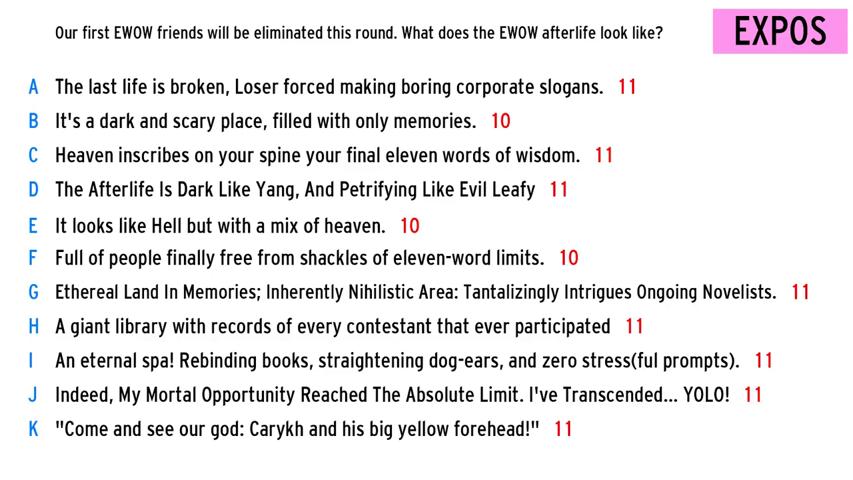 Our first EWOW friends will be eliminated this round. What does the EWOW afterlife look like?
EXPOS
A The last life is broken, Loser forced making boring corporate slogans. 11
B It's a dark and scary place, filled with only memories. 10
C Heaven inscribes on your spine your final eleven words of wisdom. 11
D The Afterlife Is Dark Like Yang, And Petrifying Like Evil Leafy 11
E It looks like Hell but with a mix of heaven. 10
F Full of people finally free from shackles of eleven-word limits. 10
G Ethereal Land In Memories; Inherently Nihilistic Area: Tantalizingly Intrigues Ongoing Novelists. 11
H A giant library with records of every contestant that ever participated 11
I An eternal spa! Rebinding books, straightening dog-ears, and zero stress(ful prompts). 11
J Indeed, My Mortal Opportunity Reached The Absolute Limit. I've Transcended... YOLO! 11
K "Come and see our god: Carykh and his big yellow forehead!" 11